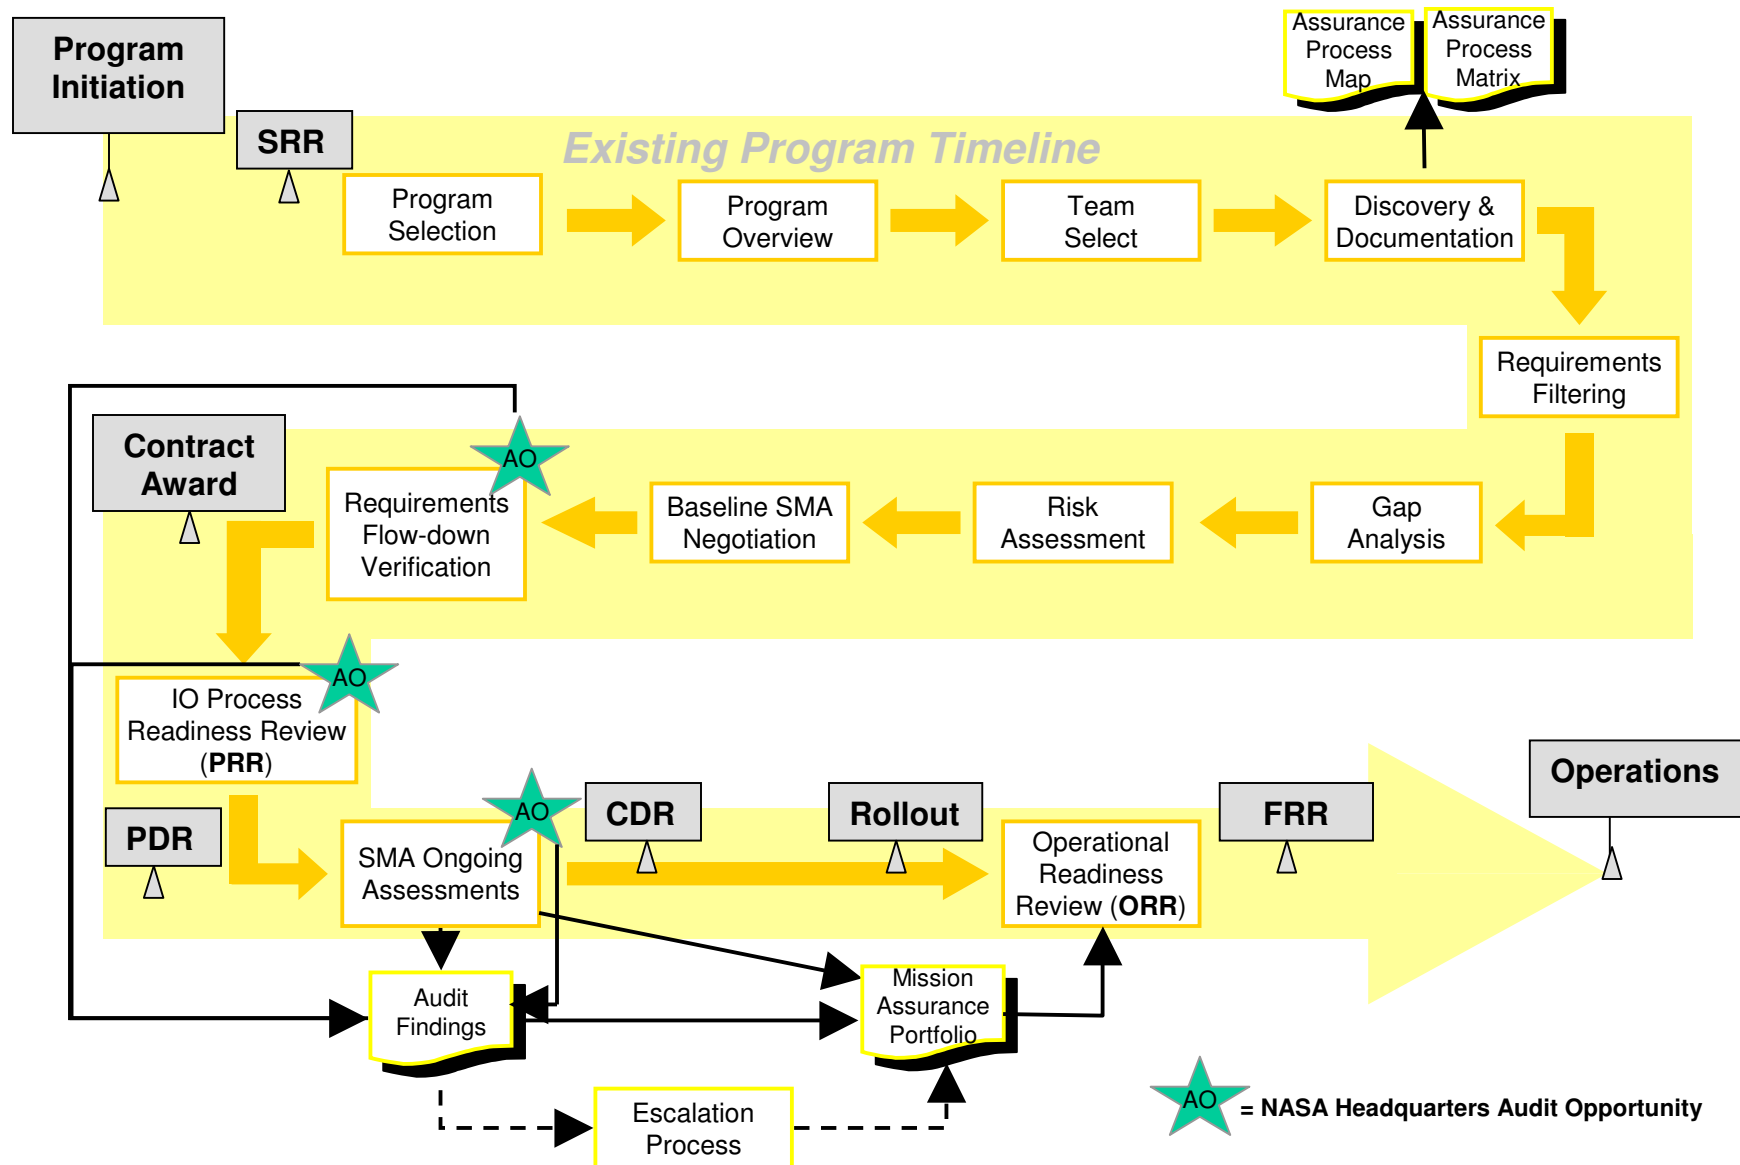 Program
Initiation
SRR
Assurance
Process
Map
Assurance
Process
Matrix
Existing Program Timeline
Program
Selection
Program
Overview
Team
Select
Discovery &
Documentation
Requirements
Filtering
Contract
Award
AO
Requirements
Flow-down
Verification
Baseline SMA
Negotiation
Risk
Assessment
Gap
Analysis
AO
IO Process
Readiness Review
(PRR)
PDR
AO
SMA Ongoing
Assessments
CDR
Rollout
Operational
Readiness
Review (ORR)
FRR
Operations
Audit
Findings
Mission
Assurance
Portfolio
Escalation
Process
AO
= NASA Headquarters Audit Opportunity